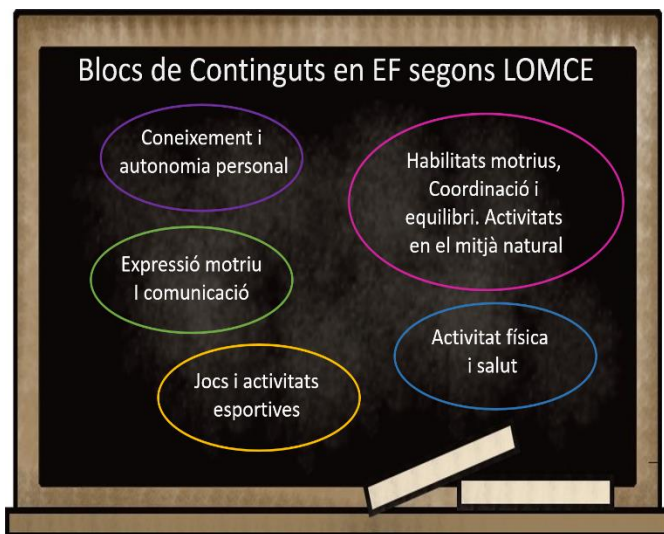 Blocs de Continguts en EF segons LOMCE
Coneixement i
autonomia personal
Habilitats motrius,
Coordinació i
equilibri. Activitats
en el mitjà natural
Expressió motriu
I comunicació
Activitat física
i salut
Jocs i activitats
esportives